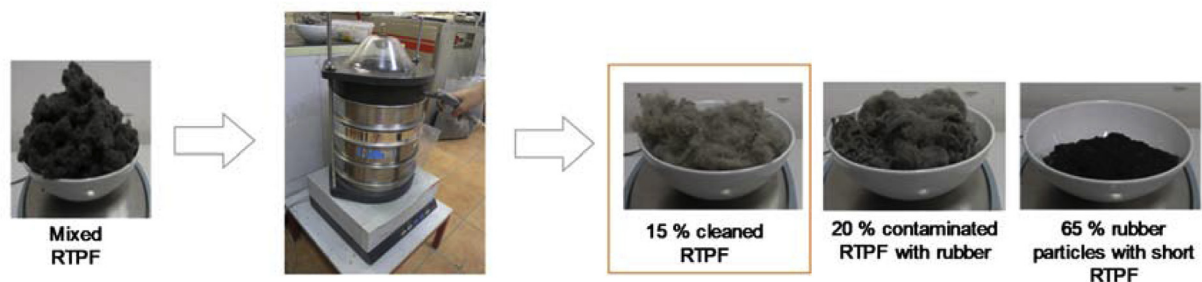 Mixed
RTPF
15 % cleaned
RTPF
20 % contaminated
RTPF with rubber
65 % rubber
particles with short
RTPF